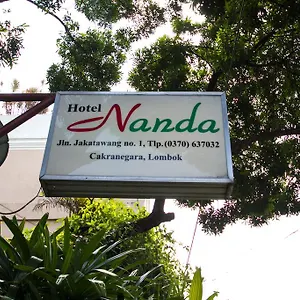 Hotel Nanda
Jln. Jakatawang no. 1, Tlp.(0370) 637032
Cakranegara, Lombok